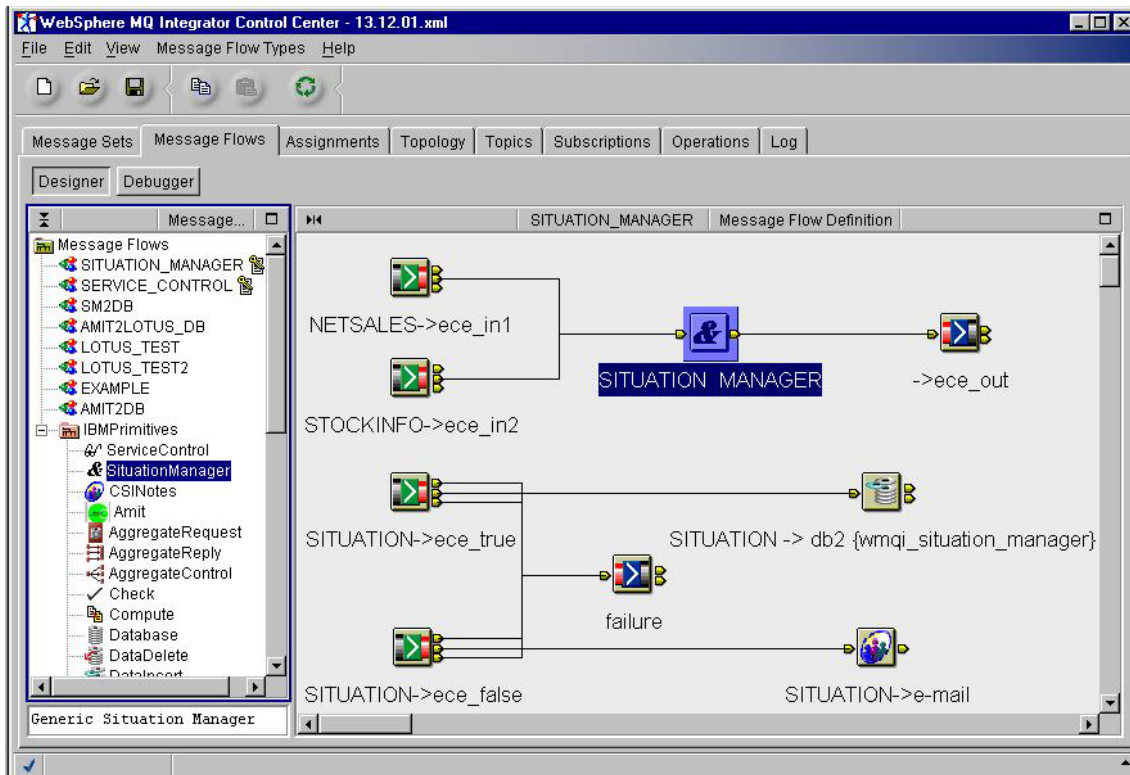 WebSphere MQ Integrator Control Center - 13.12.01.xml
File Edit View Message Flow Types Help
Message Sets Message Flows Assignments Topology Topics Subscriptions Operations Log
Designer Debugger
Message...
Message Flows
SITUATION_MANAGER
SERVICE_CONTROL
SM2DB
AMIT2LOTUS_DB
LOTUS_TEST
LOTUS_TEST2
EXAMPLE
AMIT2DB
IBMPrimitives
ServiceControl
& SituationManager
CSINotes
Amit
AggregateRequest
AggregateReply
AggregateControl
Check
Compute
Database
DataDelete
DataInsert
Generic Situation Manager
SITUATION_MANAGER Message Flow Definition
NETSALES->ece_in1
&
SITUATION MANAGER
->ece_out
STOCKINFO->ece_in2
SITUATION->ece_true
SITUATION -> db2 {wmqi_situation_manager}
failure
SITUATION->ece_false
SITUATION->e-mail